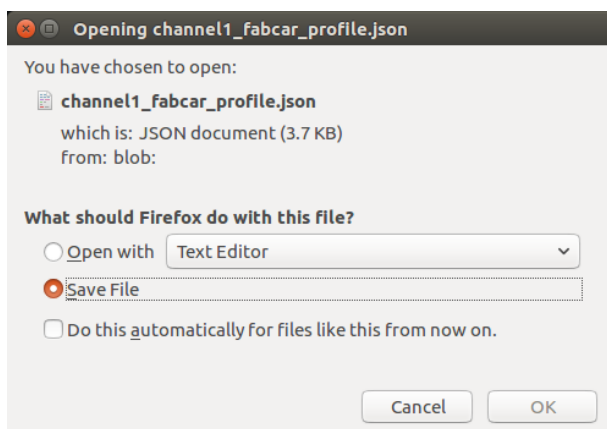 Opening channel1_fabcar_profile.json
You have chosen to open:
channel1_fabcar_profile.json
which is: JSON document (3.7 KB)
from: blob:
What should Firefox do with this file?
Open with Text Editor
Save File
Do this automatically for files like this from now on.
Cancel OK